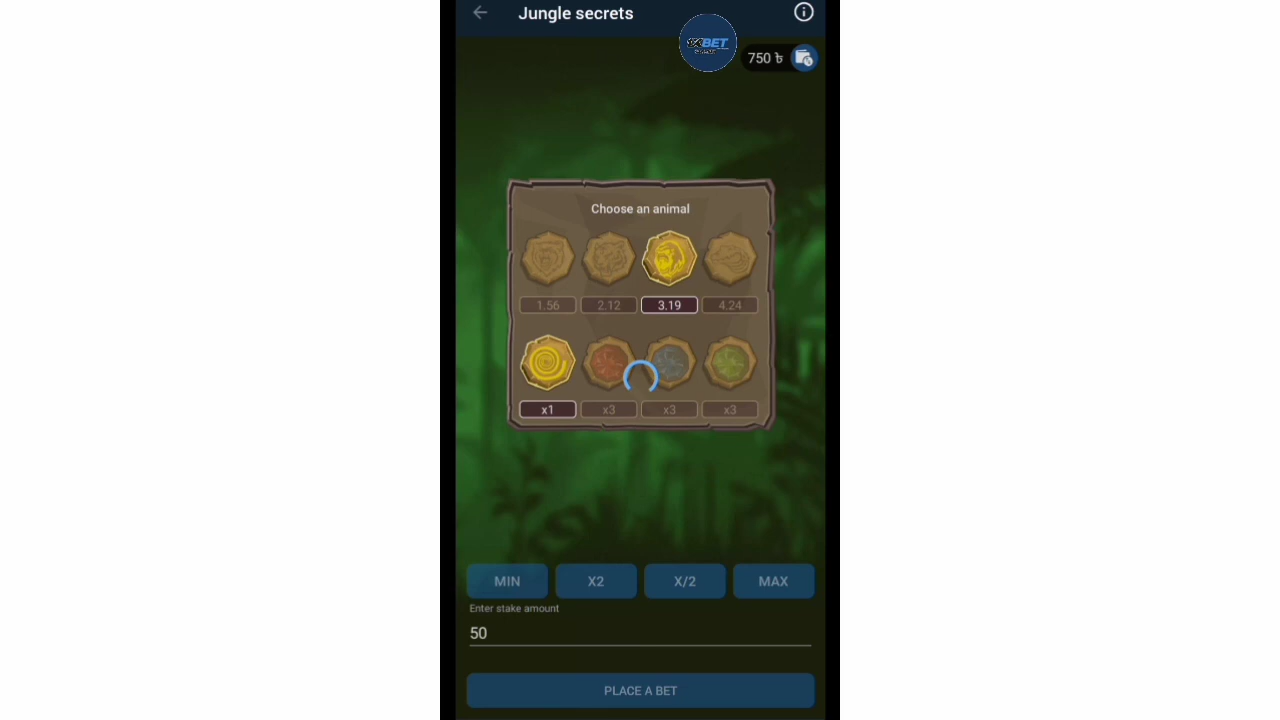 Jungle secrets
1XBET
750 ৳
Choose an animal
1.56 2.12 3.19 4.24
x1 x3 x3 x3
MIN X2 X/2 MAX
Enter stake amount
50
PLACE A BET